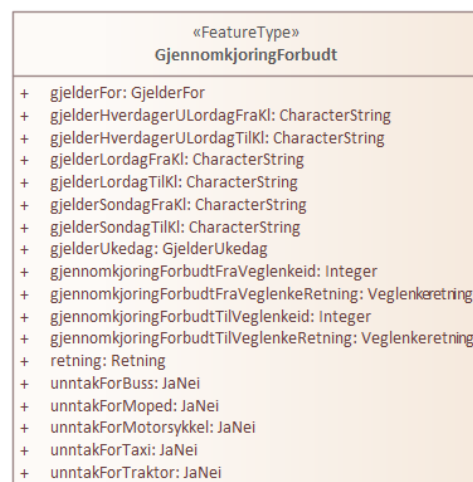 «FeatureType»
GjennomkjoringForbudt
+ gjelderFor: GjelderFor
+ gjelderHverdagerULordagFraKl: CharacterString
+ gjelderHverdagerULordagTilKl: CharacterString
+ gjelderLordagFraKl: CharacterString
+ gjelderLordagTilKl: CharacterString
+ gjelderSondagFraKl: CharacterString
+ gjelderSondagTilKl: CharacterString
+ gjelderUkedag: GjelderUkedag
+ gjennomkjoringForbudtFraVeglenkeid: Integer
+ gjennomkjoringForbudtFraVeglenkeRetning: Veglenkeretning
+ gjennomkjoringForbudtTilVeglenkeid: Integer
+ gjennomkjoringForbudtTilVeglenkeRetning: Veglenkeretning
+ retning: Retning
+ unntakForBuss: JaNei
+ unntakForMoped: JaNei
+ unntakForMotorsykkel: JaNei
+ unntakForTaxi: JaNei
+ unntakForTraktor: JaNei